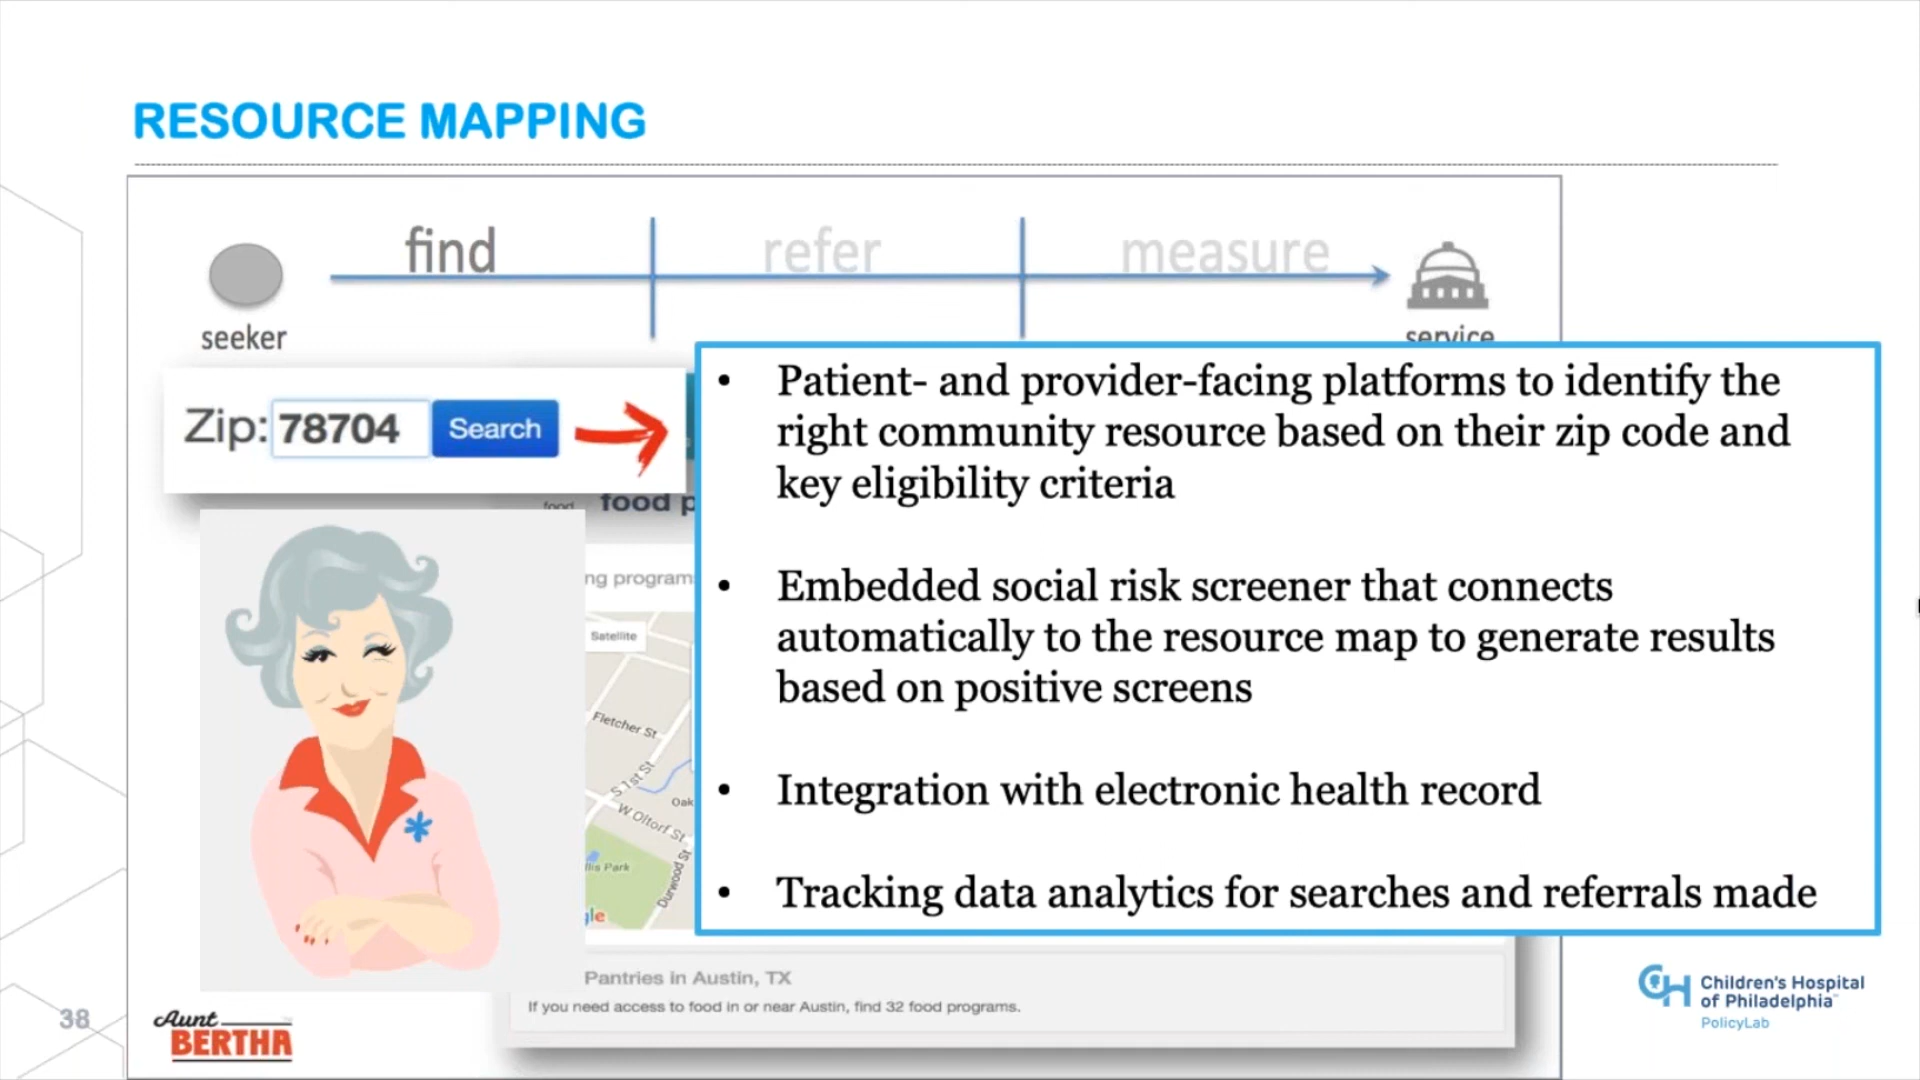 RESOURCE MAPPING
find
refer
measure
seeker
service
Zip: 78704 Search
• Patient- and provider-facing platforms to identify the
right community resource based on their zip code and
key eligibility criteria
• Embedded social risk screener that connects
automatically to the resource map to generate results
based on positive screens
• Integration with electronic health record
• Tracking data analytics for searches and referrals made
food
food p
ng program
Satellite
Fletcher St
S 1st St
Oak
W Oltorf St
llis Park
Durwood St
gle
Pantries in Austin, TX
If you need access to food in or near Austin, find 32 food programs.
38
Aunt
BERTHA
CH Children's Hospital
of Philadelphia
PolicyLab